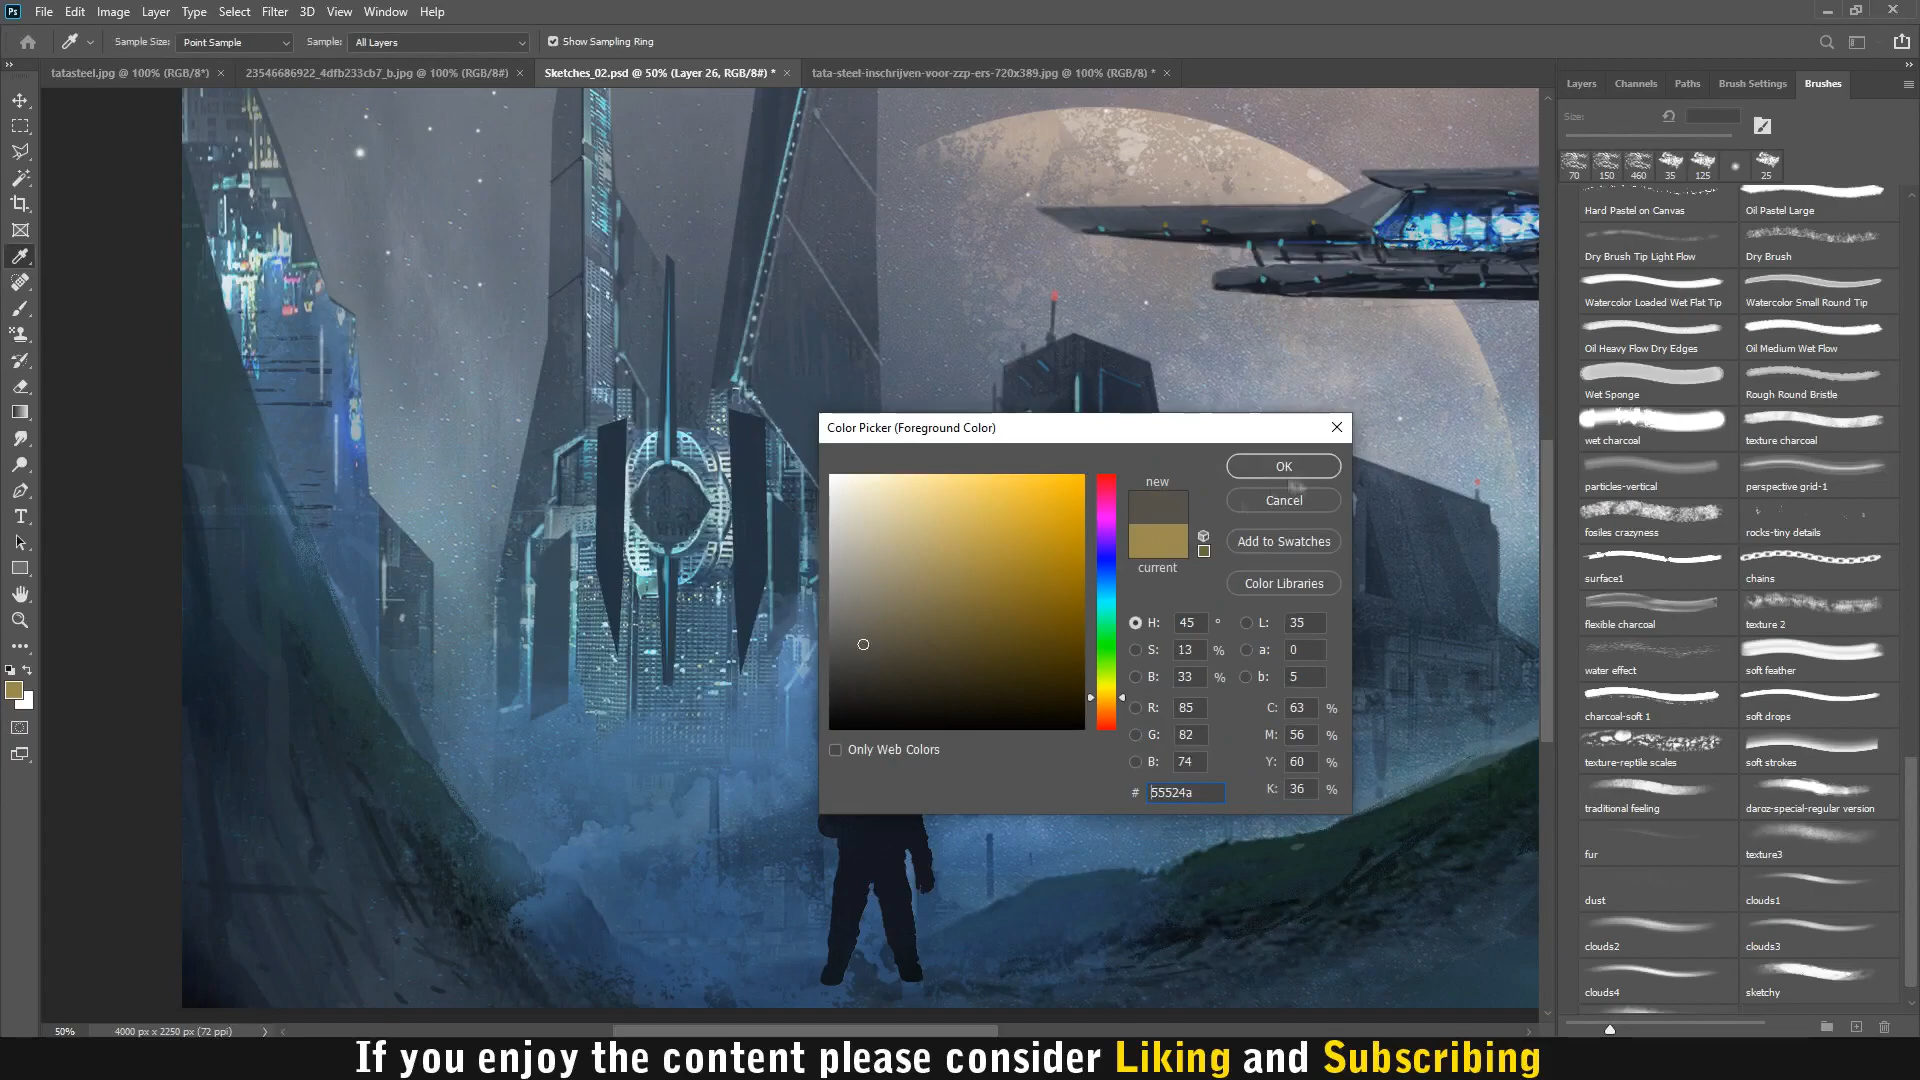 Ps File Edit Image Layer Type Select Filter 3D View Window Help
Sample Size: Point Sample Sample: All Layers Show Sampling Ring
tatasteel.jpg @ 100% (RGB/8*) × 23546686922_4dfb233cb7_b.jpg @ 100% (RGB/8#) × Sketches_02.psd @ 50% (Layer 26, RGB/8#) * × tata-steel-inschrijven-voor-zzp-ers-720x389.jpg @ 100% (RGB/8) * ×
Layers Channels Paths Brush Settings Brushes
Size:
70 150 460 35 125 25
Hard Pastel on Canvas Oil Pastel Large
Dry Brush Tip Light Flow Dry Brush
Watercolor Loaded Wet Flat Tip Watercolor Small Round Tip
Oil Heavy Flow Dry Edges Oil Medium Wet Flow
Wet Sponge Rough Round Bristle
wet charcoal texture charcoal
particles-vertical perspective grid-1
fosiles crazyness rocks-tiny details
surface1 chains
flexible charcoal texture 2
water effect soft feather
charcoal-soft 1 soft drops
texture-reptile scales soft strokes
traditional feeling daroz-special-regular version
fur texture3
dust clouds1
clouds2 clouds3
clouds4 sketchy
Color Picker (Foreground Color)
new
current
OK
Cancel
Add to Swatches
Color Libraries
H: 45 ° L: 35
S: 13 % a: 0
B: 33 % b: 5
R: 85 C: 63 %
G: 82 M: 56 %
B: 74 Y: 60 %
# 55524a K: 36 %
Only Web Colors
50% 4000 px x 2250 px (72 ppi)
If you enjoy the content please consider Liking and Subscribing